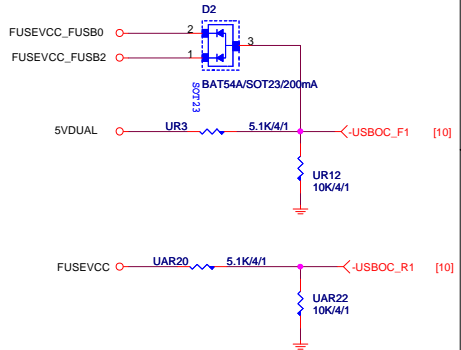 D2
FUSEVCC_FUSB0 2
3
FUSEVCC_FUSB2 1
BAT54A/SOT23/200mA
SOT23
5VDUAL UR3 5.1K/4/1 -USBOC_F1 [10]
UR12
10K/4/1
FUSEVCC UAR20 5.1K/4/1 -USBOC_R1 [10]
UAR22
10K/4/1